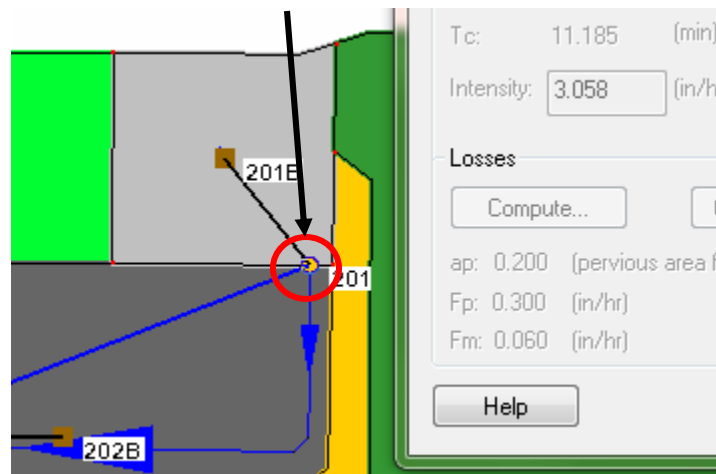 201B
201
202B
Tc: 11.185 (min)
Intensity: 3.058 (in/h
Losses
Compute...
ap: 0.200 (pervious area f
Fp: 0.300 (in/hr)
Fm: 0.060 (in/hr)
Help